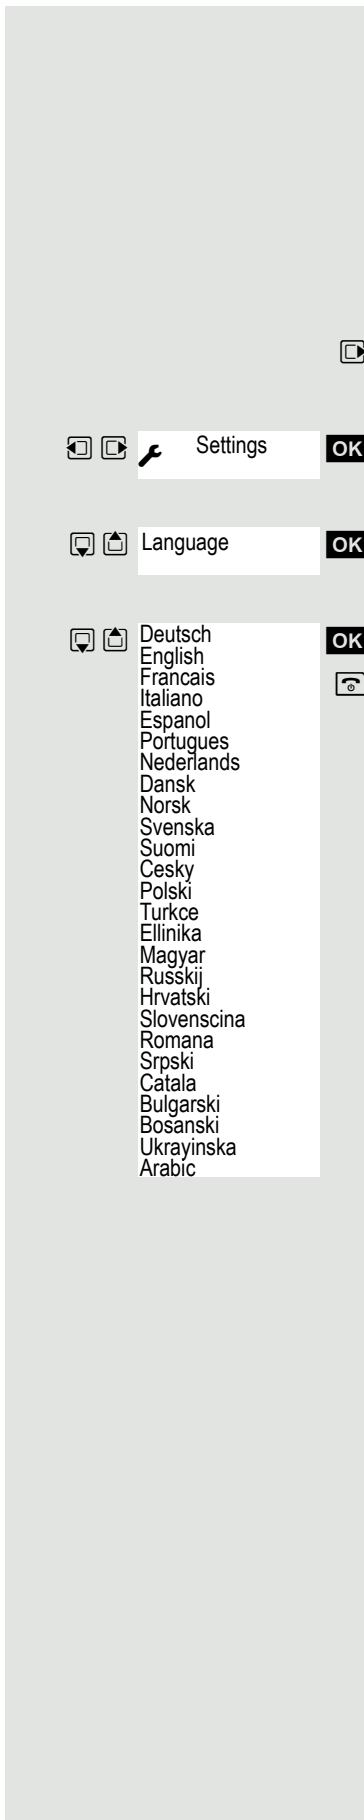 Settings OK
Language OK
Deutsch OK
English
Francais
Italiano
Espanol
Portugues
Nederlands
Dansk
Norsk
Svenska
Suomi
Cesky
Polski
Turkce
Ellinika
Magyar
Russkij
Hrvatski
Slovenscina
Romana
Srpski
Catala
Bulgarski
Bosanski
Ukrayinska
Arabic